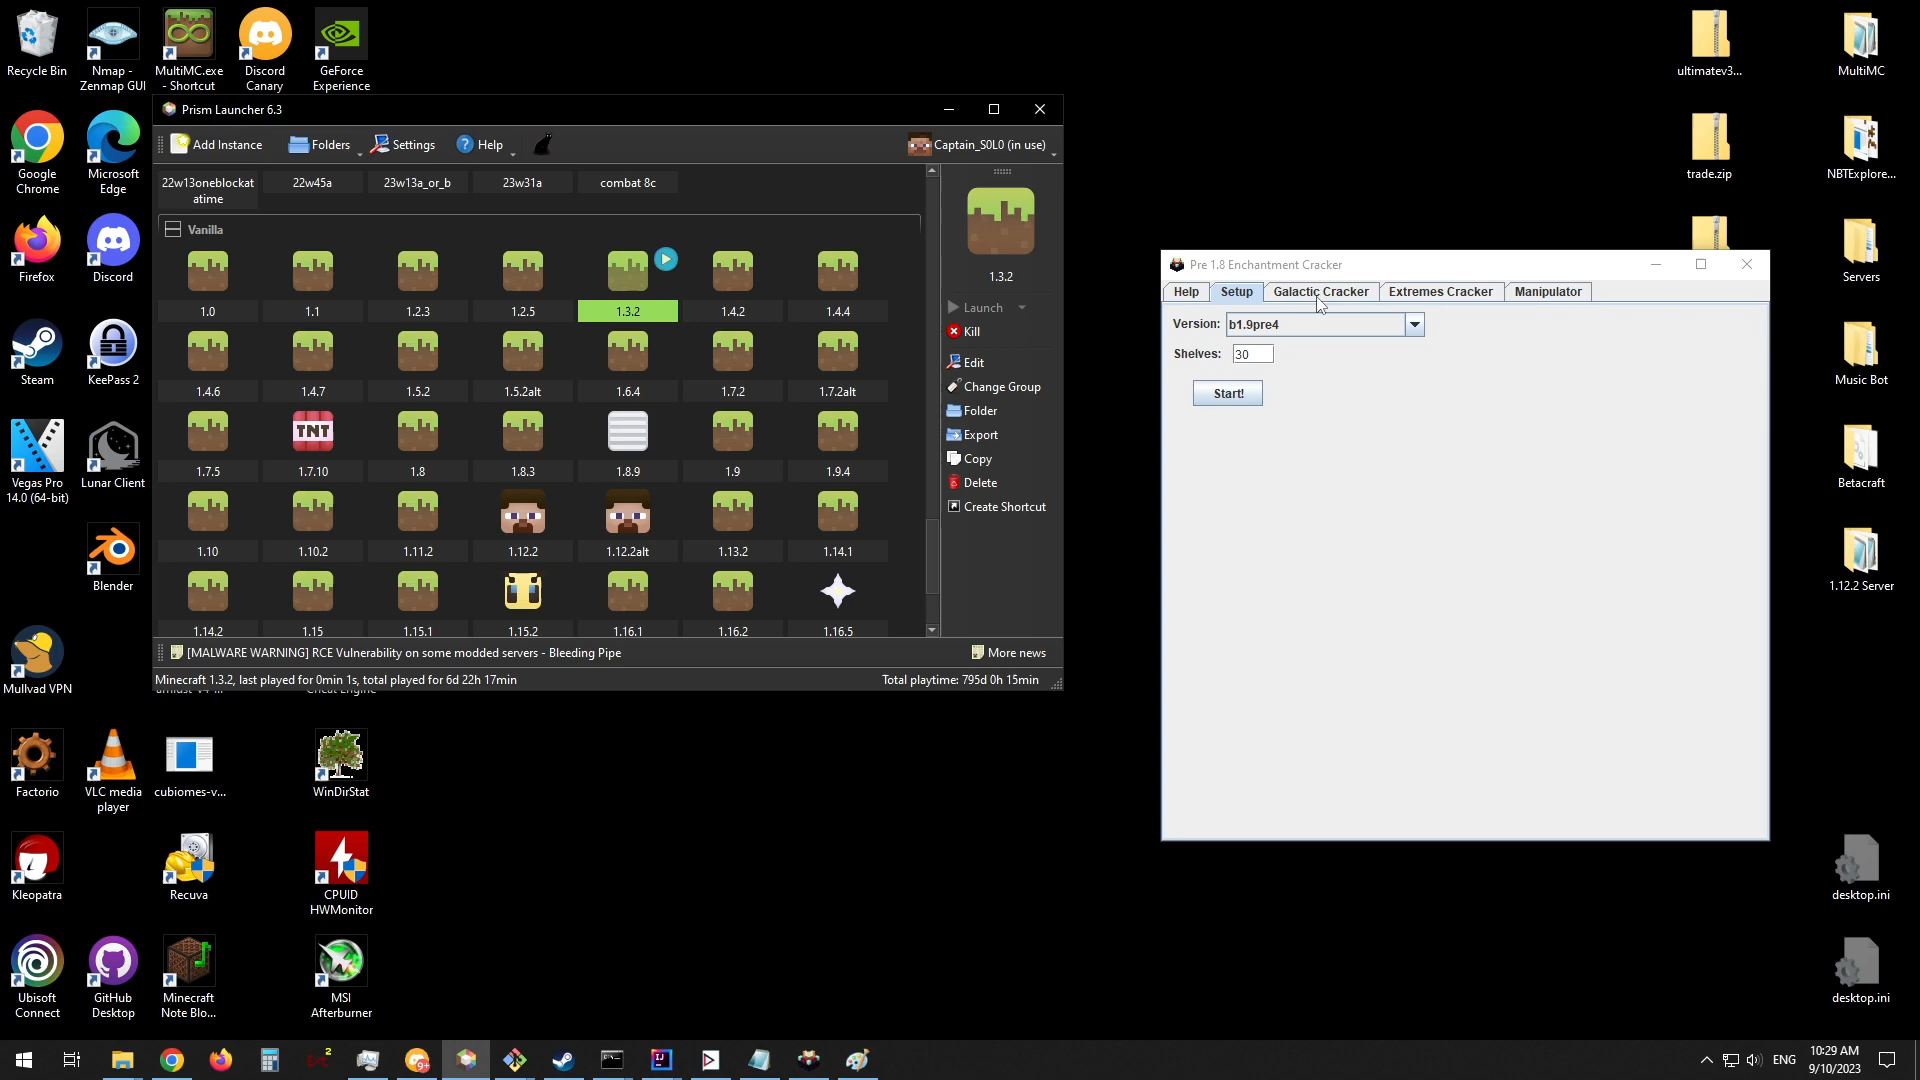 Recycle Bin
Nmap -
Zenmap GUI
MultiMC.exe
- Shortcut
Discord
Canary
GeForce
Experience
ultimatev3...
MultiMC
Prism Launcher 6.3
Add Instance
Folders
Settings
Help
Captain_S0L0 (in use)
22w13oneblockat
atime
22w45a
23w13a_or_b
23w31a
combat 8c
Vanilla
1.0
1.1
1.2.3
1.2.5
1.3.2
1.4.2
1.4.4
1.4.6
1.4.7
1.5.2
1.5.2alt
1.6.4
1.7.2
1.7.2alt
TNT
1.7.5
1.7.10
1.8
1.8.3
1.8.9
1.9
1.9.4
1.10
1.10.2
1.11.2
1.12.2
1.12.2alt
1.13.2
1.14.1
1.14.2
1.15
1.15.1
1.15.2
1.16.1
1.16.2
1.16.5
1.3.2
Launch
Kill
Edit
Change Group
Folder
Export
Copy
Delete
Create Shortcut
[MALWARE WARNING] RCE Vulnerability on some modded servers - Bleeding Pipe
More news
Minecraft 1.3.2, last played for 0min 1s, total played for 6d 22h 17min
Total playtime: 795d 0h 15min
Google
Chrome
Microsoft
Edge
Firefox
Discord
Steam
KeePass 2
Vegas Pro
14.0 (64-bit)
Lunar Client
Blender
Mullvad VPN
Cheat Engine
Factorio
VLC media
player
cubiomes-v...
WinDirStat
Kleopatra
Recuva
CPUID
HWMonitor
Ubisoft
Connect
GitHub
Desktop
Minecraft
Note Blo...
MSI
Afterburner
trade.zip
NBTExplore...
Servers
Music Bot
Betacraft
1.12.2 Server
desktop.ini
desktop.ini
Pre 1.8 Enchantment Cracker
Help
Setup
Galactic Cracker
Extremes Cracker
Manipulator
Version:
b1.9pre4
Shelves:
30
Start!
9+
ENG
10:29 AM
9/10/2023